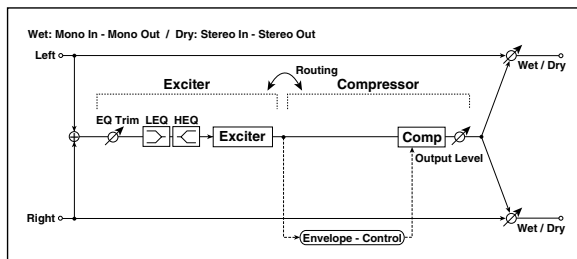 Wet: Mono In - Mono Out / Dry: Stereo In - Stereo Out
Left
Wet / Dry
Routing
Exciter
Compressor
EQ Trim
LEQ
HEQ
Exciter
Comp
Output Level
Right
Wet / Dry
Envelope - Control